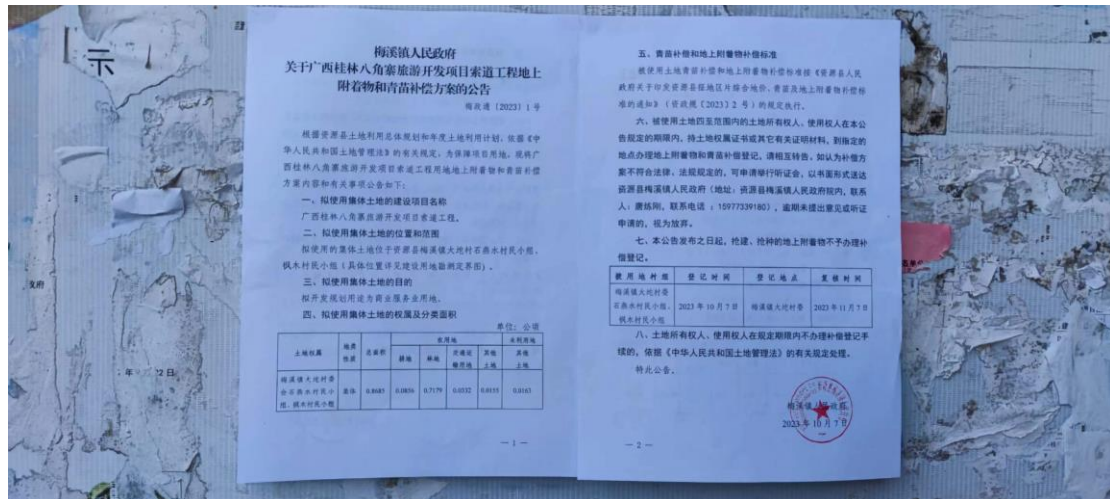 示
梅溪镇人民政府
关于广西桂林八角寨旅游开发项目索道工程地上
附着物和青苗补偿方案的公告
梅政通〔2023〕1号
根据资源县土地利用总体规划和年度土地利用计划，依据《中
华人民共和国土地管理法》的有关规定，为保障项目用地，现将广
西桂林八角寨旅游开发项目索道工程用地地上附着物和青苗补偿
方案内容和有关事项公告如下：
一、拟使用集体土地的建设项目名称
广西桂林八角寨旅游开发项目索道工程。
二、拟使用集体土地的位置和范围
拟使用的集体土地位于资源县梅溪镇大坨村石燕水村民小组、
枫木村民小组（具体位置详见建设用地勘测定界图）。
三、拟使用集体土地的目的
拟开发规划用途为商业服务业用地。
四、拟使用集体土地的权属及分类面积
单位：公顷
土地权属 地类性质 总面积 农用地 未利用地
耕地 林地 交通运输用地 其他土地 其他土地
梅溪镇大坨村委会石燕水村民小组、枫木村民小组 集体 0.8685 0.0856 0.7179 0.0332 0.0155 0.0163
— 1 —
五、青苗补偿和地上附着物补偿标准
被使用土地青苗补偿和地上附着物补偿标准按《资源县人民
政府关于印发资源县征地区片综合地价、青苗及地上附着物补偿标
准的通知》（资政规〔2023〕2 号）的规定执行。
六、被使用土地四至范围内的土地所有权人、使用权人在本公
告规定的期限内，持土地权属证书或其它有关证明材料，到指定的
地点办理地上附着物和青苗补偿登记，请相互转告。如认为补偿方
案不符合法律、法规规定的，可申请举行听证会，以书面形式送达
资源县梅溪镇人民政府（地址：资源县梅溪镇人民政府院内，联系
人：唐炼刚，联系电话：15977339180），逾期未提出意见或听证
申请的，视为放弃。
七、本公告发布之日起，抢建、抢种的地上附着物不予办理补
偿登记。
被用地村组 登记时间 登记地点 复核时间
梅溪镇大坨村委石燕水村民小组、枫木村民小组 2023 年 10 月 7 日 梅溪镇大坨村委 2023 年 11 月 7 日
八、土地所有权人、使用权人在规定期限内不办理补偿登记手
续的，依据《中华人民共和国土地管理法》的有关规定处理。
特此公告。
梅溪镇人民政府
2023 年 10 月 7 日
— 2 —
政府
22 日